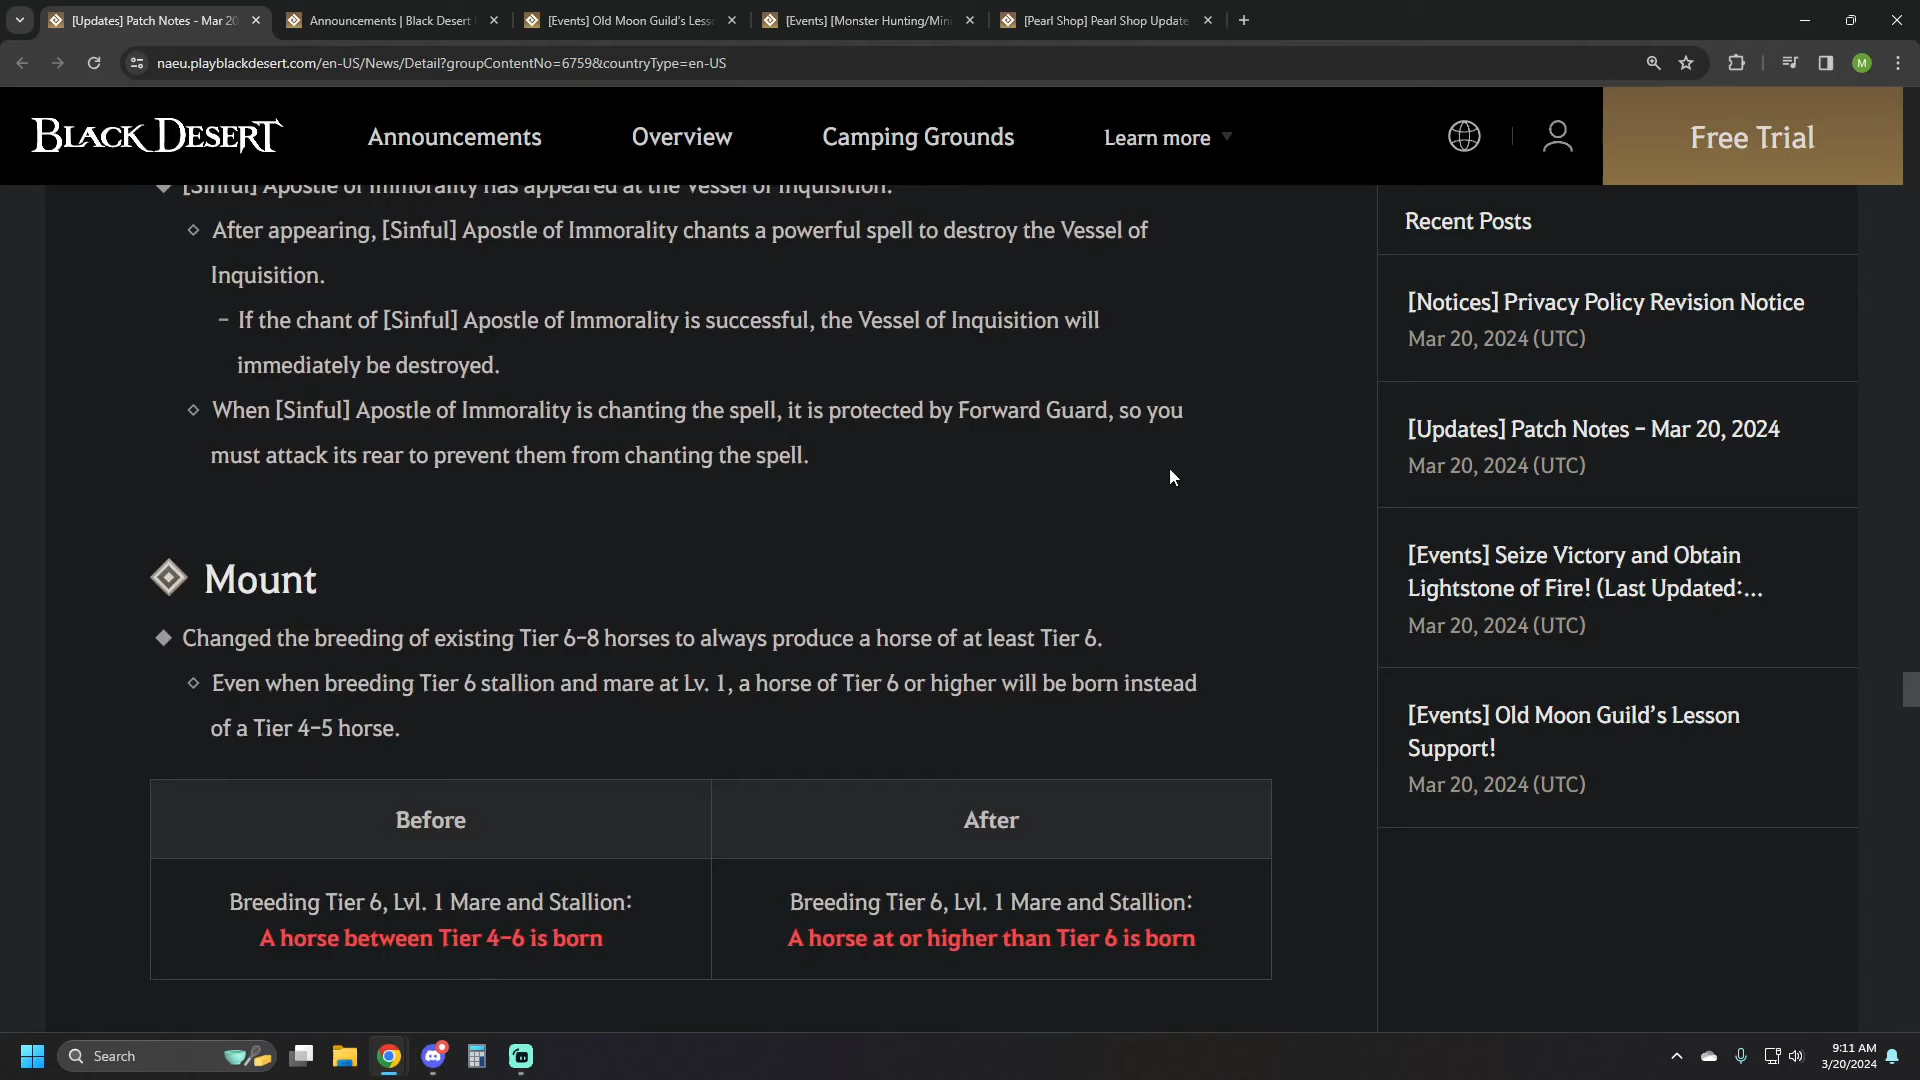 [Updates] Patch Notes - Mar 20
Announcements | Black Desert
[Events] Old Moon Guild's Less
[Events] [Monster Hunting/Min
[Pearl Shop] Pearl Shop Update
naeu.playblackdesert.com/en-US/News/Detail?groupContentNo=6759&countryType=en-US
M
BLACK DESERT
Announcements
Overview
Camping Grounds
Learn more
Free Trial
[Sinful] Apostle of Immorality has appeared at the Vessel of Inquisition.
After appearing, [Sinful] Apostle of Immorality chants a powerful spell to destroy the Vessel of
Inquisition.
– If the chant of [Sinful] Apostle of Immorality is successful, the Vessel of Inquisition will
immediately be destroyed.
When [Sinful] Apostle of Immorality is chanting the spell, it is protected by Forward Guard, so you
must attack its rear to prevent them from chanting the spell.
Mount
Changed the breeding of existing Tier 6–8 horses to always produce a horse of at least Tier 6.
Even when breeding Tier 6 stallion and mare at Lv. 1, a horse of Tier 6 or higher will be born instead
of a Tier 4–5 horse.
Before
After
Breeding Tier 6, Lvl. 1 Mare and Stallion:
A horse between Tier 4–6 is born
Breeding Tier 6, Lvl. 1 Mare and Stallion:
A horse at or higher than Tier 6 is born
Recent Posts
[Notices] Privacy Policy Revision Notice
Mar 20, 2024 (UTC)
[Updates] Patch Notes – Mar 20, 2024
Mar 20, 2024 (UTC)
[Events] Seize Victory and Obtain
Lightstone of Fire! (Last Updated:...
Mar 20, 2024 (UTC)
[Events] Old Moon Guild's Lesson
Support!
Mar 20, 2024 (UTC)
Search
9:11 AM
3/20/2024